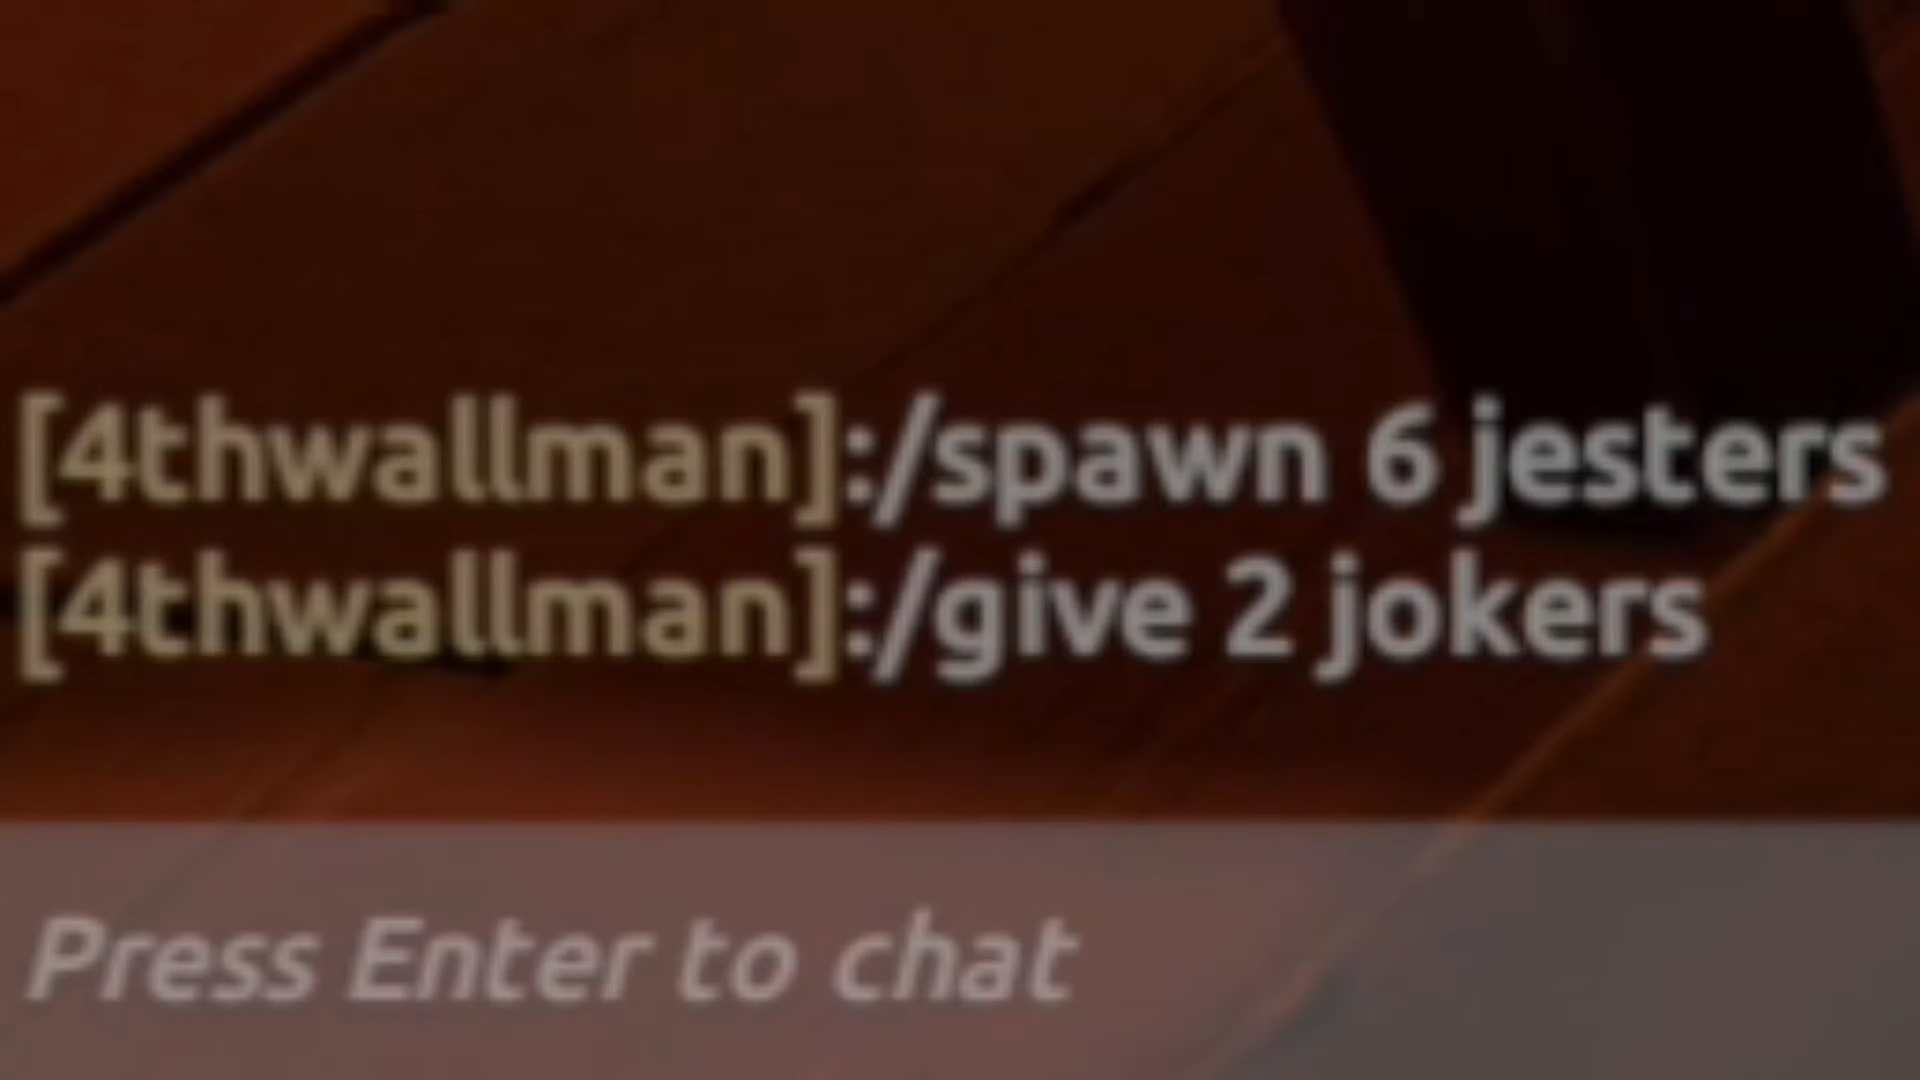 [4thwallman]:/spawn 6 jesters
[4thwallman]:/give 2 jokers
Press Enter to chat